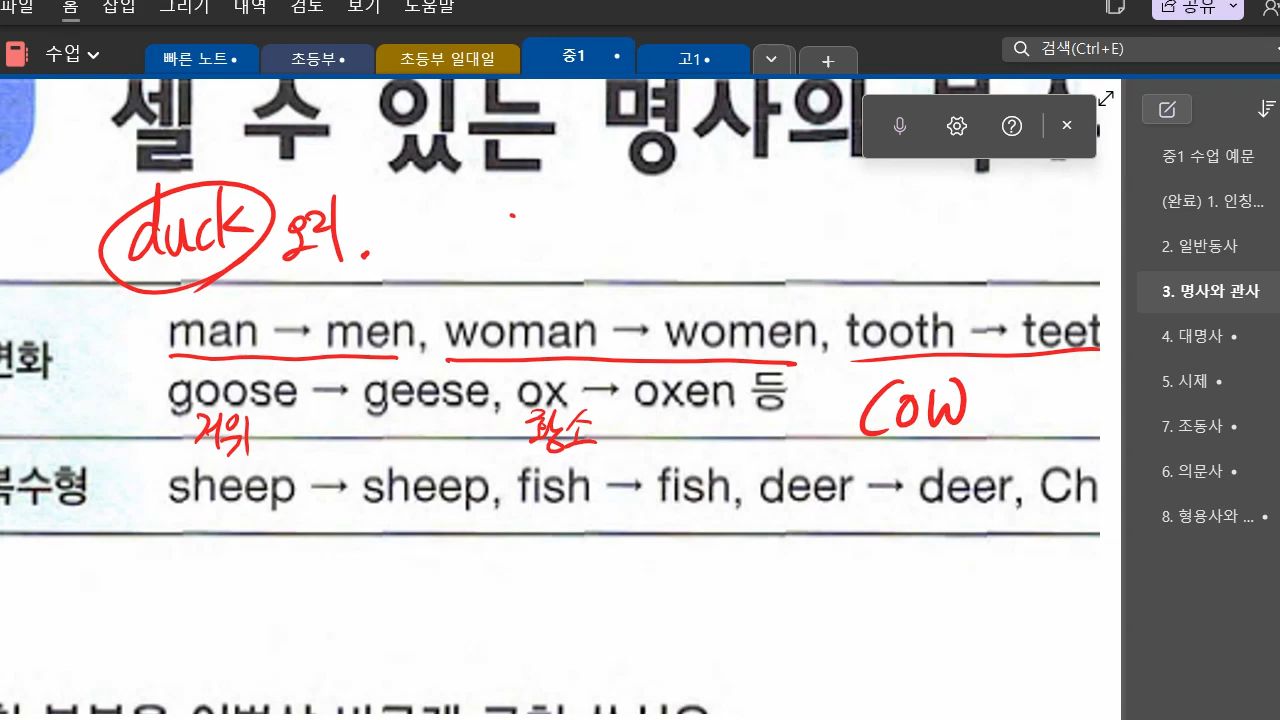 파일 홈 삽입 그리기 내역 검토 보기 도움말 공유
수업 빠른 노트 초등부 초등부 일대일 중1 고1 + 검색(Ctrl+E)
셀 수 있는 명사의
중1 수업 예문
(완료) 1. 인칭...
2. 일반동사
3. 명사와 관사
4. 대명사
5. 시제
7. 조동사
6. 의문사
8. 형용사와 ...
duck 오리.
man → men, woman → women, tooth → teet
변화
goose → geese, ox → oxen 등
cow
거위 황소
복수형 sheep → sheep, fish → fish, deer → deer, Ch